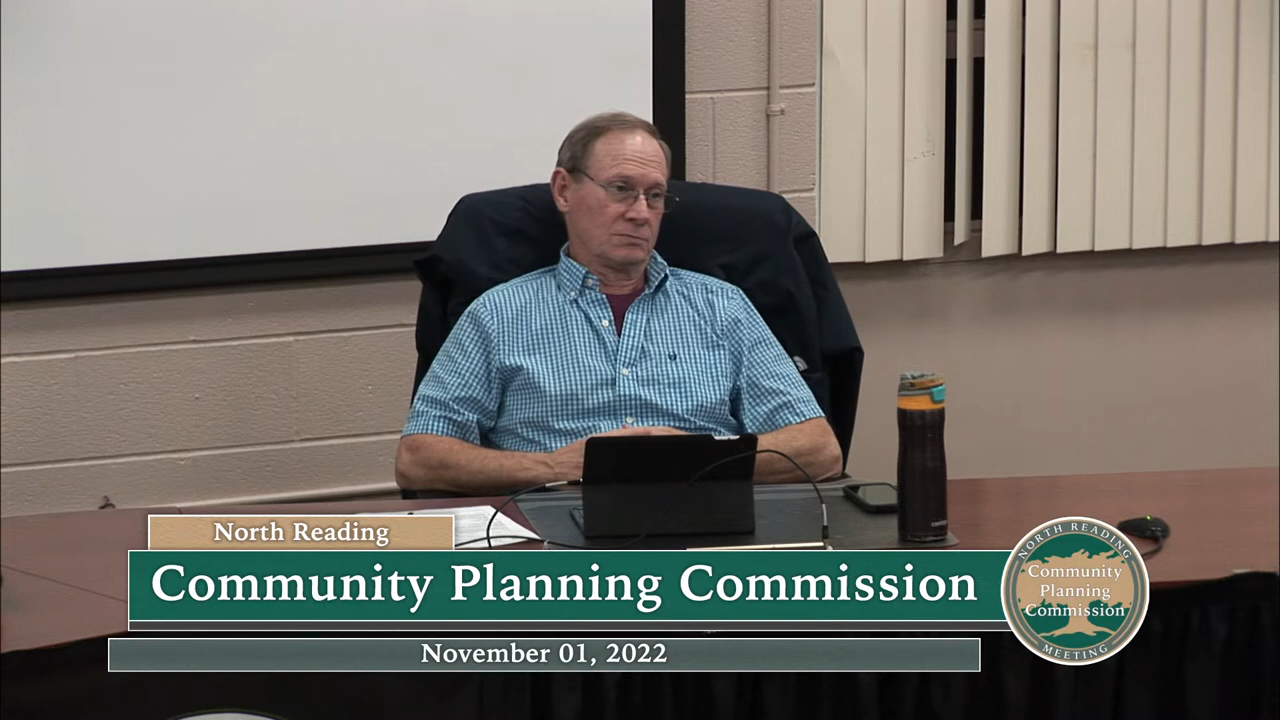 North Reading
Community Planning Commission
November 01, 2022
NORTH READING
Community
Planning
Commission
MEETING